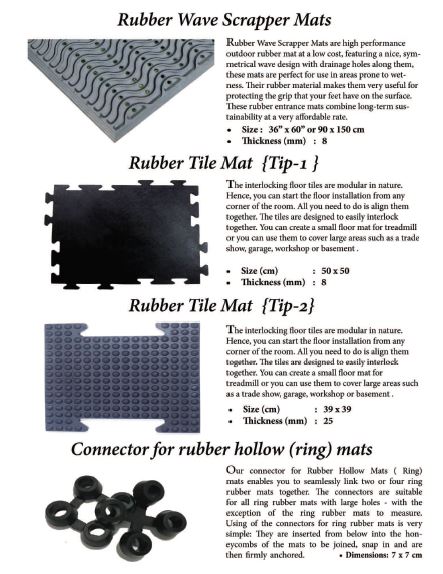 Rubber Wave Scrapper Mats
Rubber Wave Scrapper Mats are high performance
outdoor rubber mat at a low cost, featuring a nice, sym-
metrical wave design with drainage holes along them,
these mats are perfect for use in areas prone to wet-
ness. Their rubber material makes them very useful for
protecting the grip that your feet have on the surface.
These rubber entrance mats combine long-term sus-
tainability at a very affordable rate.
• Size : 36” x 60” or 90 x 150 cm
• Thickness (mm) : 8
Rubber Tile Mat {Tip-1 }
The interlocking floor tiles are modular in nature.
Hence, you can start the floor installation from any
corner of the room. All you need to do is align them
together. The tiles are designed to easily interlock
together. You can create a small floor mat for treadmill
or you can use them to cover large areas such as a trade
show, garage, workshop or basement .
• Size (cm) : 50 x 50
• Thickness (mm) : 8
Rubber Tile Mat {Tip-2}
The interlocking floor tiles are modular in nature.
Hence, you can start the floor installation from any
corner of the room. All you need to do is align them
together. The tiles are designed to easily interlock
together. You can create a small floor mat for
treadmill or you can use them to cover large areas such
as a trade show, garage, workshop or basement .
• Size (cm) : 39 x 39
• Thickness (mm) : 25
Connector for rubber hollow (ring) mats
Our connector for Rubber Hollow Mats ( Ring)
mats enables you to seamlessly link two or four ring
rubber mats together. The connectors are suitable
for all ring rubber mats with large holes - with the
exception of the ring rubber mats to measure.
Using of the connectors for ring rubber mats is very
simple: They are inserted from below into the hon-
eycombs of the mats to be joined, snap in and are
then firmly anchored. • Dimensions: 7 x 7 cm